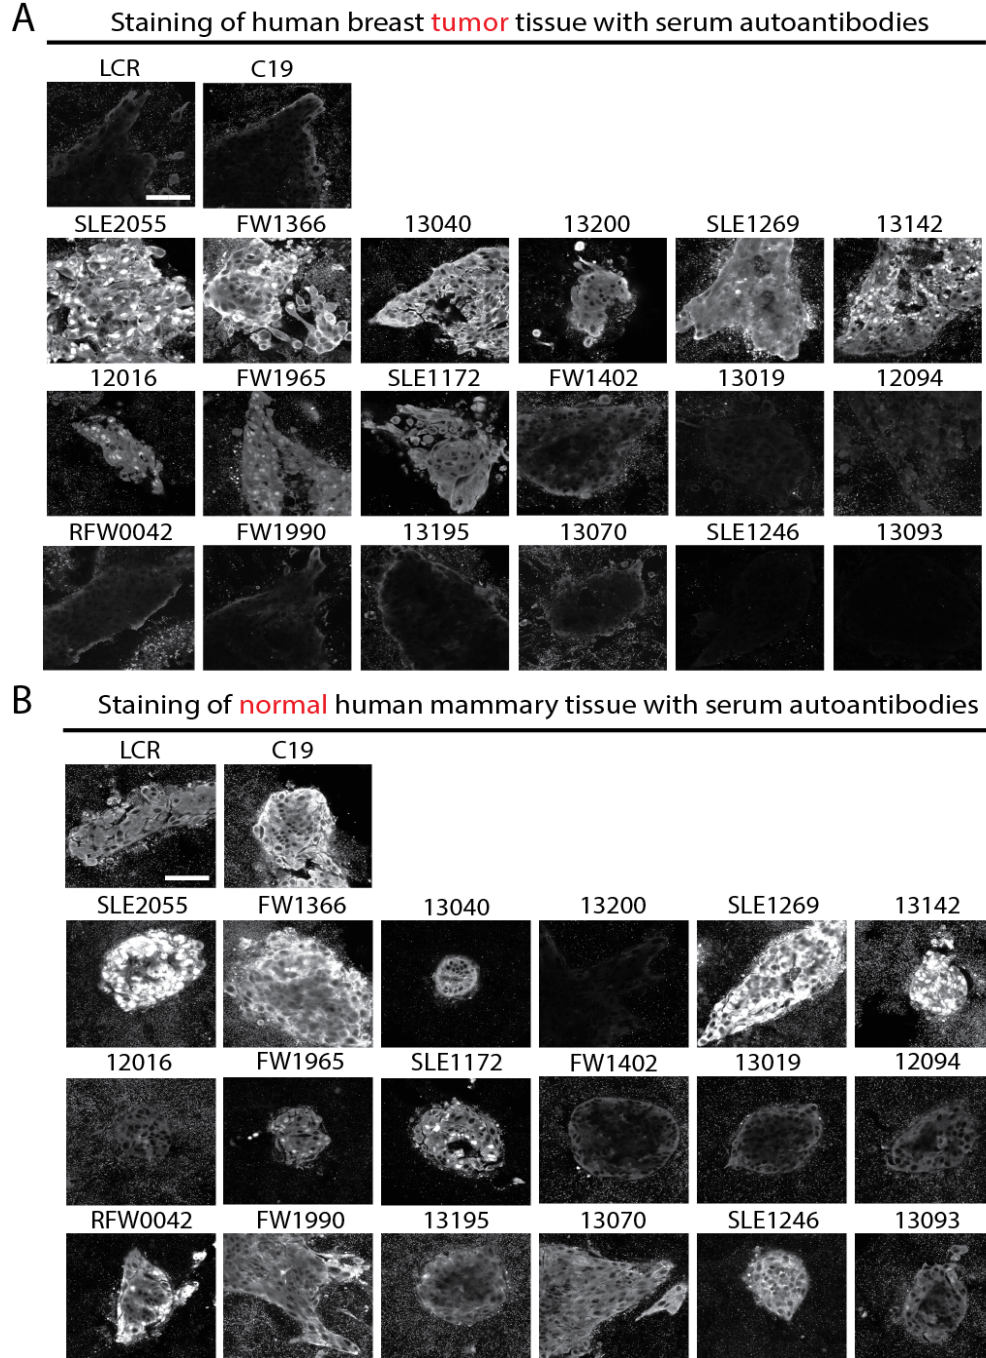 A
Staining of human breast tumor tissue with serum autoantibodies
LCR C19
SLE2055 FW1366 13040 13200 SLE1269 13142
12016 FW1965 SLE1172 FW1402 13019 12094
RFW0042 FW1990 13195 13070 SLE1246 13093
B
Staining of normal human mammary tissue with serum autoantibodies
LCR C19
SLE2055 FW1366 13040 13200 SLE1269 13142
12016 FW1965 SLE1172 FW1402 13019 12094
RFW0042 FW1990 13195 13070 SLE1246 13093